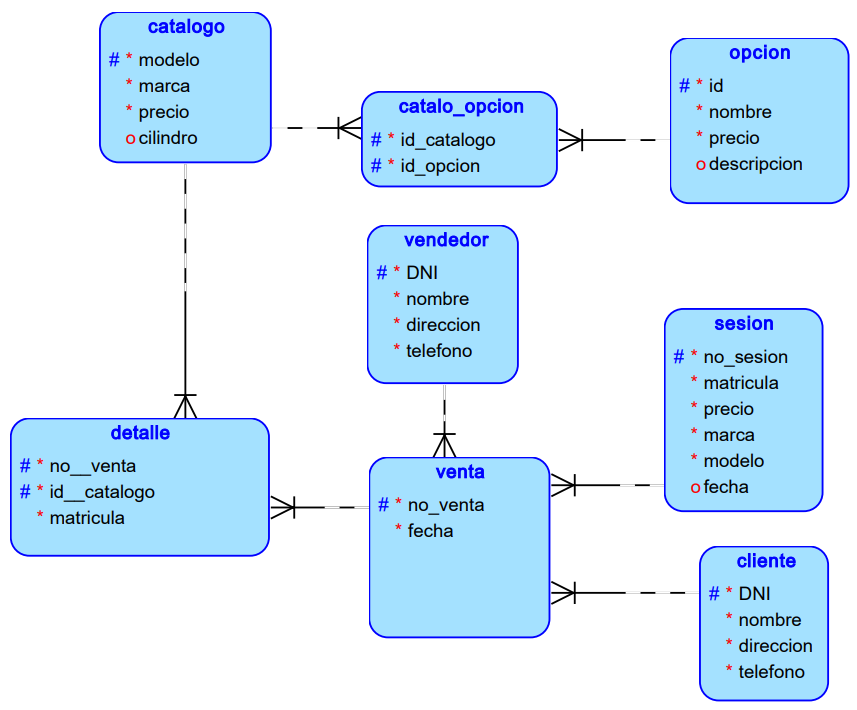 catalogo
# * modelo
* marca
* precio
o cilindro
opcion
# * id
* nombre
* precio
o descripcion
catalo_opcion
# * id_catalogo
# * id_opcion
vendedor
# * DNI
* nombre
* direccion
* telefono
sesion
# * no_sesion
* matricula
* precio
* marca
* modelo
o fecha
detalle
# * no__venta
# * id__catalogo
* matricula
venta
# * no_venta
* fecha
cliente
# * DNI
* nombre
* direccion
* telefono